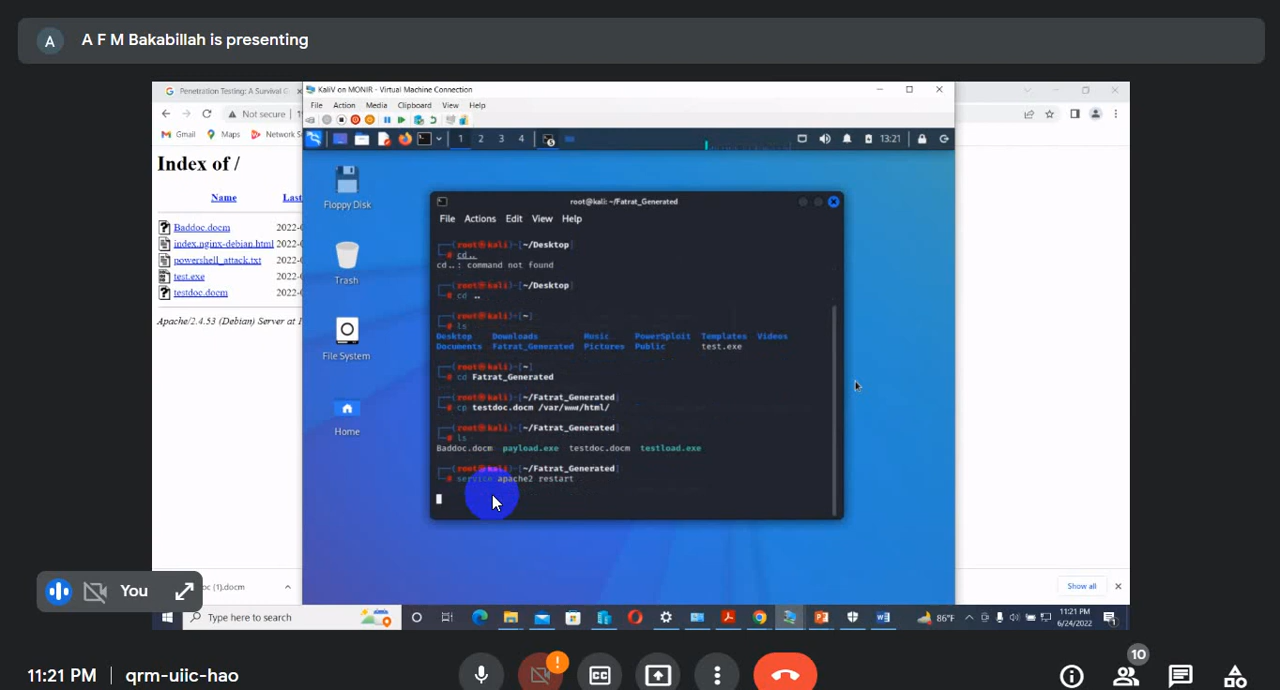 A
A F M Bakabillah is presenting
Penetration Testing: A Survival G
KaliV on MONIR - Virtual Machine Connection
Not secure
Gmail
Maps
Network S
File Action Media Clipboard View Help
1 2 3 4
13:21
Index of /
Name
Last
Baddoc.docm 2022-
index.nginx-debian.html 2022-
powershell_attack.txt 2022-
test.exe 2022-
testdoc.docm 2022-
Apache/2.4.53 (Debian) Server at 1
Floppy Disk
Trash
File System
Home
root@kali: ~/Fatrat_Generated
File Actions Edit View Help
(root㉿kali)-[~/Desktop]
# cd..
cd..: command not found
(root㉿kali)-[~/Desktop]
# cd ..
(root㉿kali)-[~]
# ls
Desktop Downloads Music PowerSploit Templates Videos
Documents Fatrat_Generated Pictures Public test.exe
(root㉿kali)-[~]
# cd Fatrat_Generated
(root㉿kali)-[~/Fatrat_Generated]
# cp testdoc.docm /var/www/html/
(root㉿kali)-[~/Fatrat_Generated]
# ls
Baddoc.docm payload.exe testdoc.docm testload.exe
(root㉿kali)-[~/Fatrat_Generated]
# service apache2 restart
You
oc (1).docm
Show all
Type here to search
86°F
11:21 PM
6/24/2022
11:21 PM | qrm-uiic-hao
10